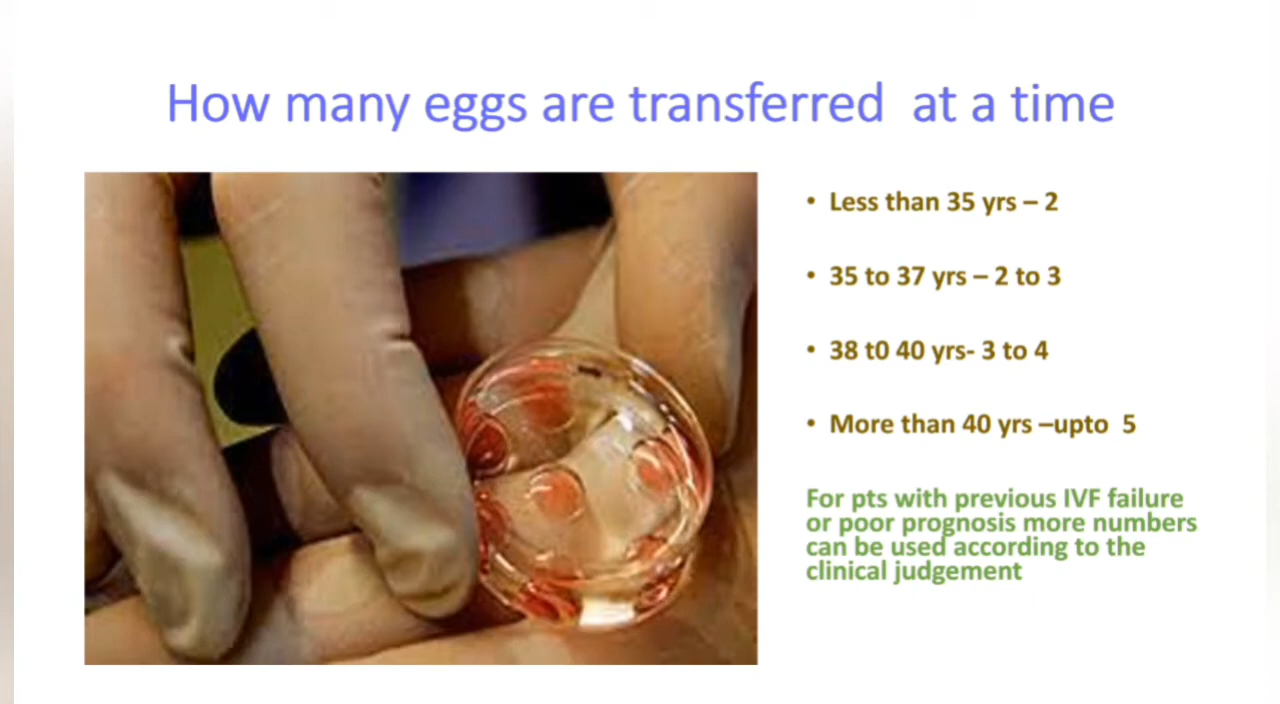 How many eggs are transferred at a time
• Less than 35 yrs – 2
• 35 to 37 yrs – 2 to 3
• 38 t0 40 yrs- 3 to 4
• More than 40 yrs –upto 5
For pts with previous IVF failure
or poor prognosis more numbers
can be used according to the
clinical judgement